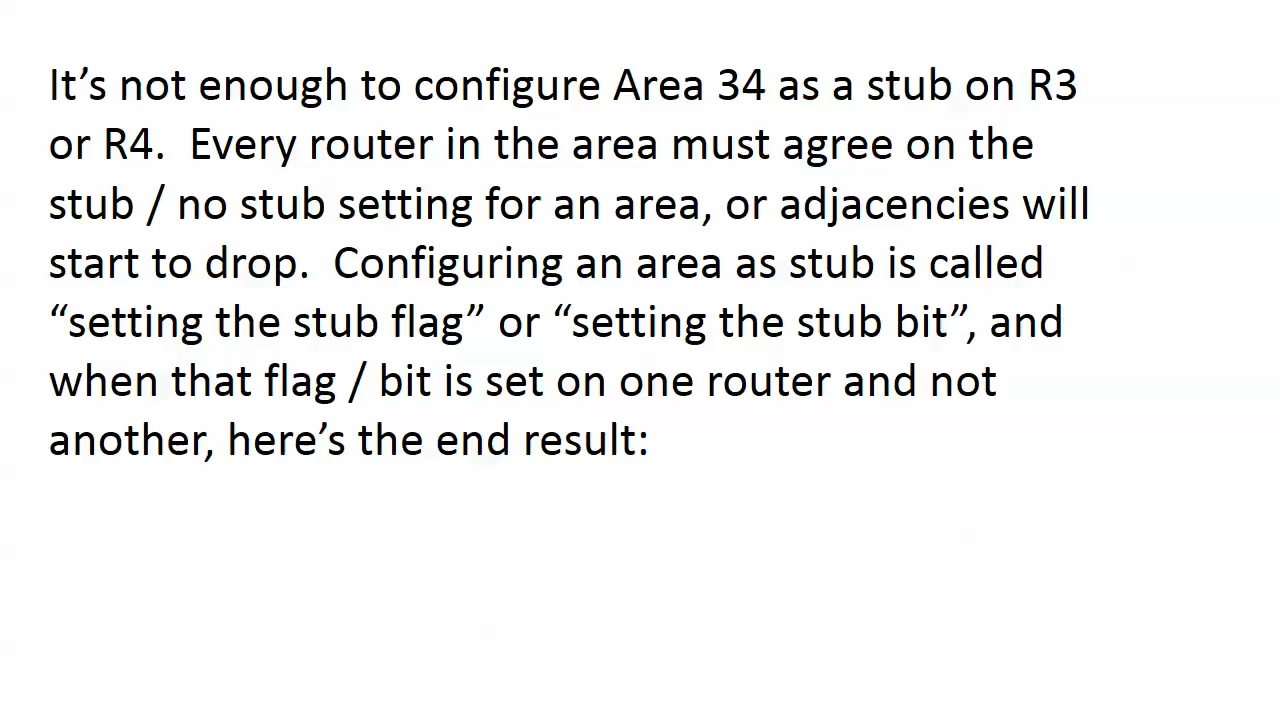 It’s not enough to configure Area 34 as a stub on R3
or R4.  Every router in the area must agree on the
stub / no stub setting for an area, or adjacencies will
start to drop.  Configuring an area as stub is called
“setting the stub flag” or “setting the stub bit”, and
when that flag / bit is set on one router and not
another, here’s the end result: